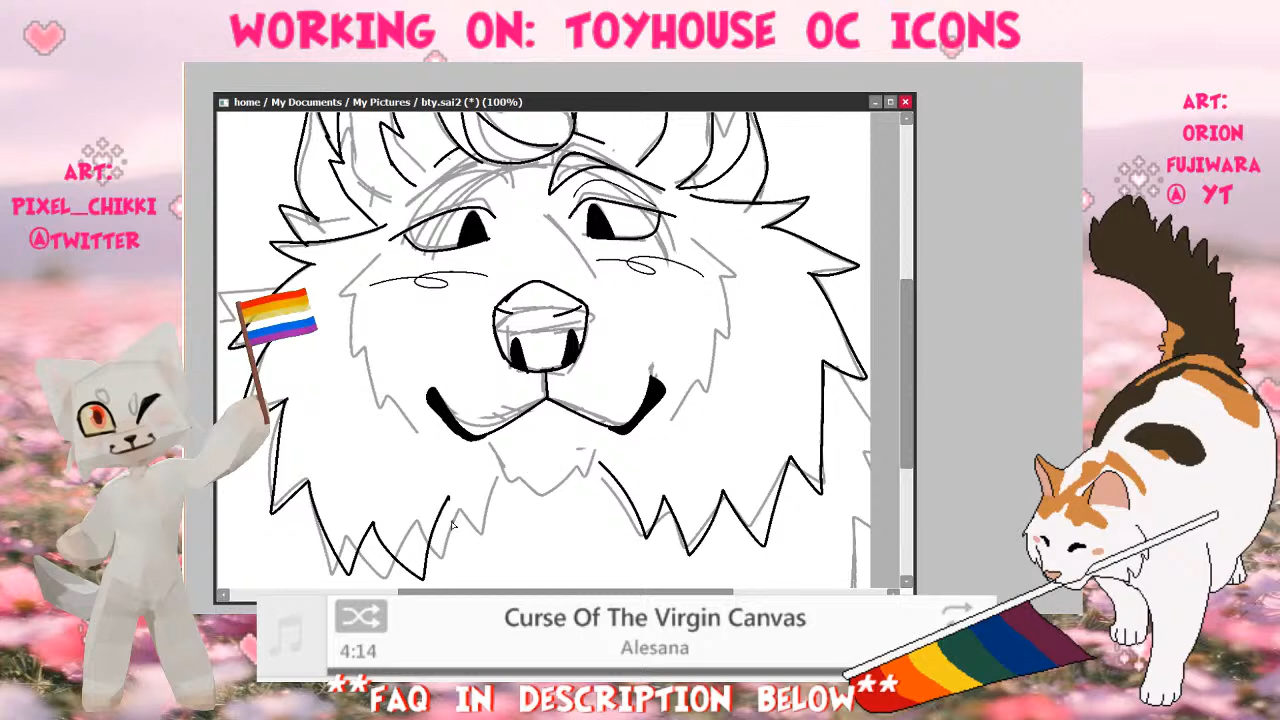 WORKING ON: TOYHOUSE OC ICONS
home / My Documents / My Pictures / bty.sai2 (*) (100%)
ART:
PIXEL_CHIKKI
@TWITTER
ART:
ORION
FUJIWARA
@ YT
Curse Of The Virgin Canvas
4:14
Alesana
**FAQ IN DESCRIPTION BELOW**